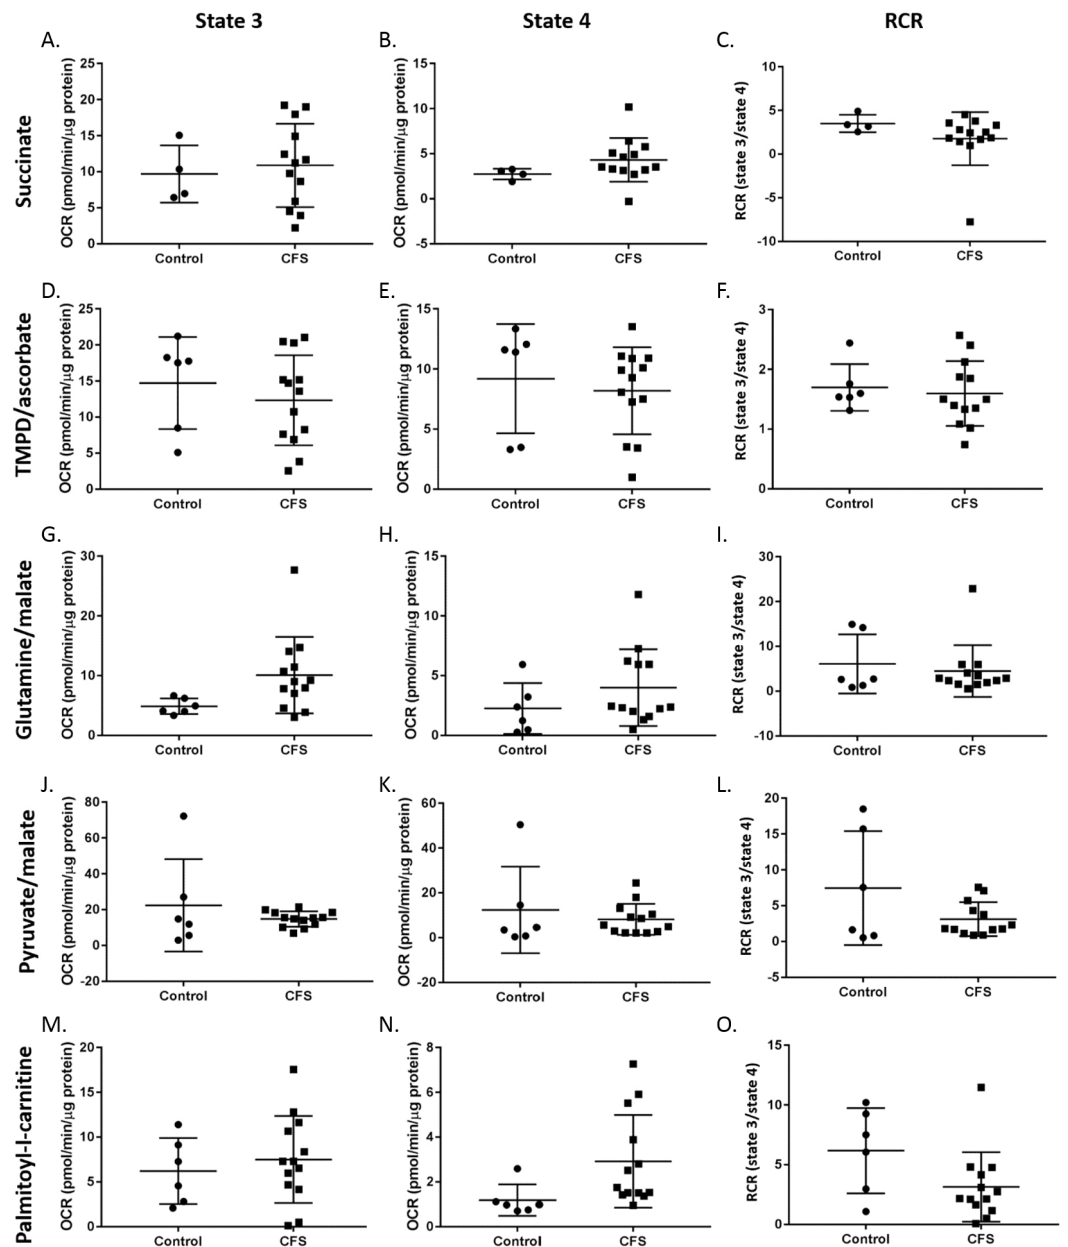 State 3
State 4
RCR
Succinate
A.
OCR (pmol/min/µg protein)
25
20
15
10
5
0
Control
CFS
B.
OCR (pmol/min/µg protein)
15
10
5
0
-5
Control
CFS
C.
RCR (state 3/state 4)
10
5
0
-5
-10
Control
CFS
TMPD/ascorbate
D.
OCR (pmol/min/µg protein)
25
20
15
10
5
0
Control
CFS
E.
OCR (pmol/min/µg protein)
15
10
5
0
Control
CFS
F.
RCR (state 3/state 4)
3
2
1
0
Control
CFS
Glutamine/malate
G.
OCR (pmol/min/µg protein)
30
20
10
0
Control
CFS
H.
OCR (pmol/min/µg protein)
15
10
5
0
Control
CFS
I.
RCR (state 3/state 4)
30
20
10
0
-10
Control
CFS
Pyruvate/malate
J.
OCR (pmol/min/µg protein)
80
60
40
20
0
-20
Control
CFS
K.
OCR (pmol/min/µg protein)
60
40
20
0
-20
Control
CFS
L.
RCR (state 3/state 4)
20
15
10
5
0
-5
Control
CFS
Palmitoyl-l-carnitine
M.
OCR (pmol/min/µg protein)
20
15
10
5
0
Control
CFS
N.
OCR (pmol/min/µg protein)
8
6
4
2
0
Control
CFS
O.
RCR (state 3/state 4)
15
10
5
0
Control
CFS